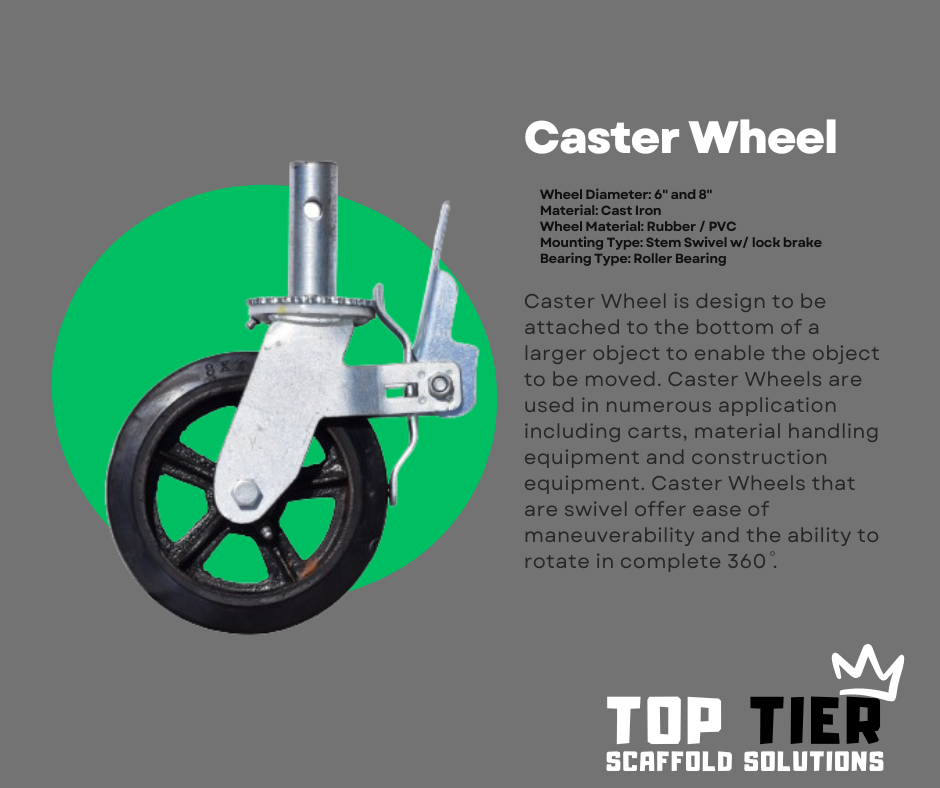 Caster Wheel
Wheel Diameter: 6" and 8"
Material: Cast Iron
Wheel Material: Rubber / PVC
Mounting Type: Stem Swivel w/ lock brake
Bearing Type: Roller Bearing
Caster Wheel is design to be
attached to the bottom of a
larger object to enable the object
to be moved. Caster Wheels are
used in numerous application
including carts, material handling
equipment and construction
equipment. Caster Wheels that
are swivel offer ease of
maneuverability and the ability to
rotate in complete 360°.
TOP TIER
SCAFFOLD SOLUTIONS